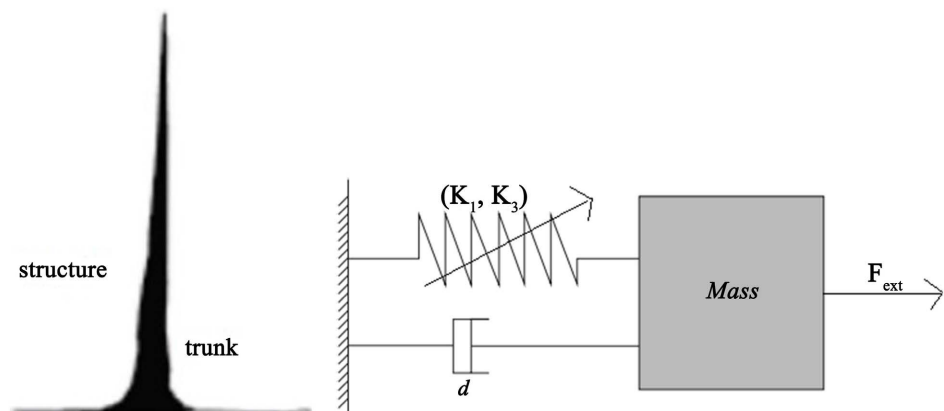 structure
trunk
(K₁, K₃)
d
Mass
Fₑₓₜ